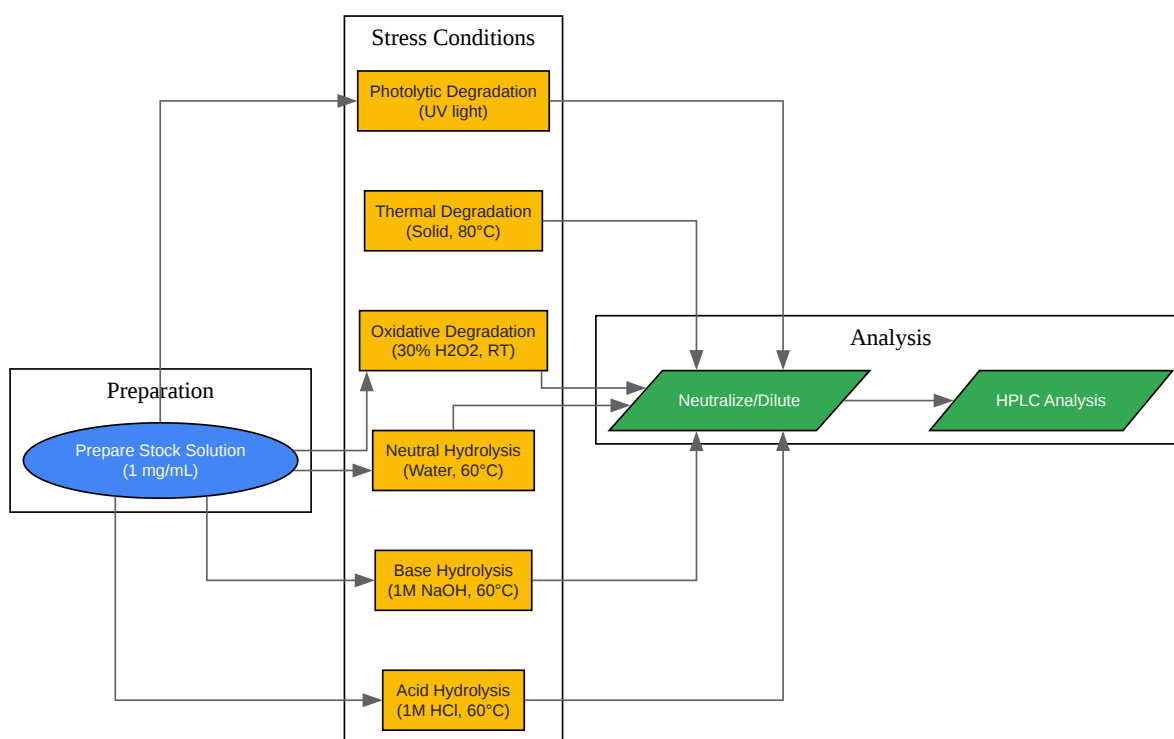 Stress Conditions
Photolytic Degradation
(UV light)
Thermal Degradation
(Solid, 80°C)
Oxidative Degradation
(30% H2O2, RT)
Analysis
Preparation
Neutralize/Dilute
HPLC Analysis
Prepare Stock Solution
(1 mg/mL)
Neutral Hydrolysis
(Water, 60°C)
Base Hydrolysis
(1M NaOH, 60°C)
Acid Hydrolysis
(1M HCl, 60°C)